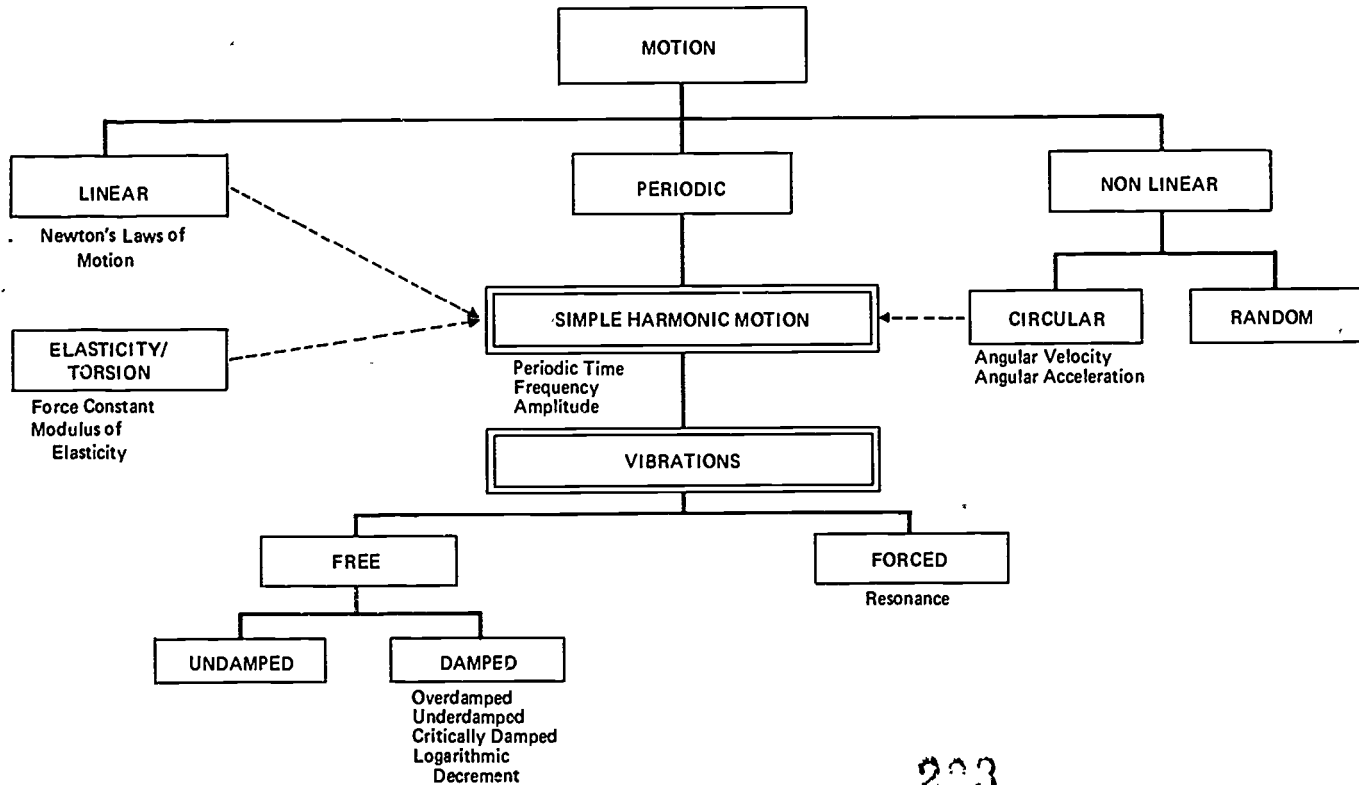 MOTION
LINEAR
PERIODIC
NON LINEAR
Newton's Laws of
Motion
SIMPLE HARMONIC MOTION
CIRCULAR
RANDOM
ELASTICITY/
TORSION
Periodic Time
Frequency
Amplitude
Angular Velocity
Angular Acceleration
Force Constant
Modulus of
Elasticity
VIBRATIONS
FREE
FORCED
Resonance
UNDAMPED
DAMPED
Overdamped
Underdamped
Critically Damped
Logarithmic
Decrement